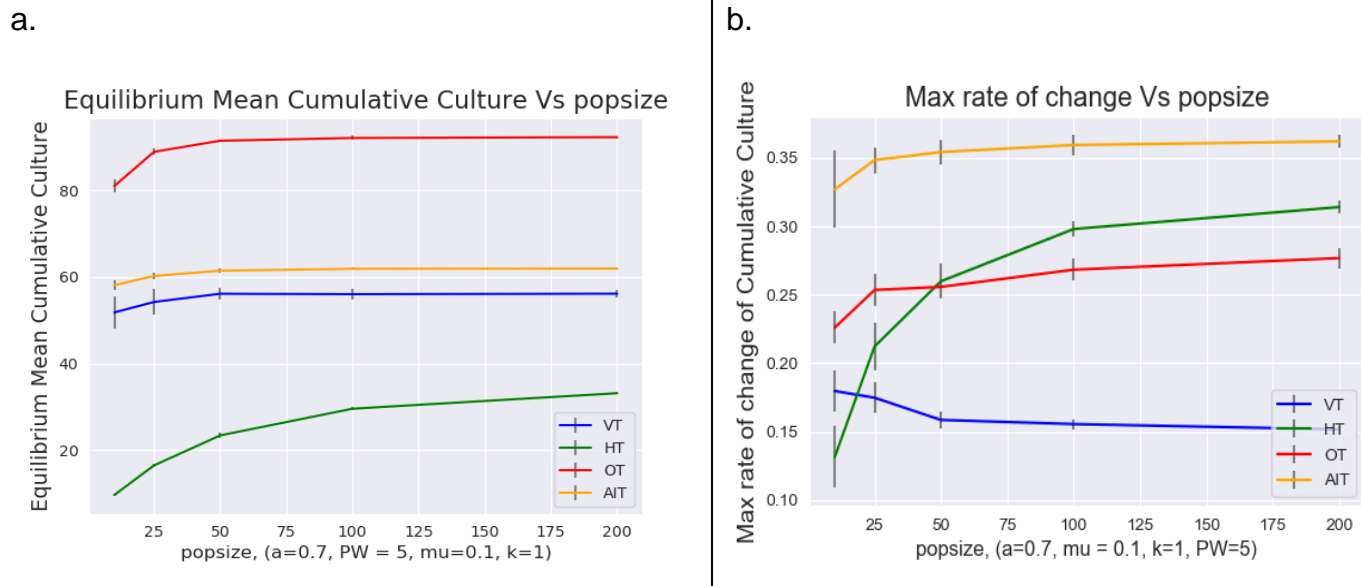 a.
Equilibrium Mean Cumulative Culture Vs popsize
Equilibrium Mean Cumulative Culture
80
60
40
20
25 50 75 100 125 150 175 200
popsize, (a=0.7, PW = 5, mu=0.1, k=1)
VT
HT
OT
AIT
b.
Max rate of change Vs popsize
Max rate of change of Cumulative Culture
0.35
0.30
0.25
0.20
0.15
0.10
25 50 75 100 125 150 175 200
popsize, (a=0.7, mu = 0.1, k=1, PW=5)
VT
HT
OT
AIT